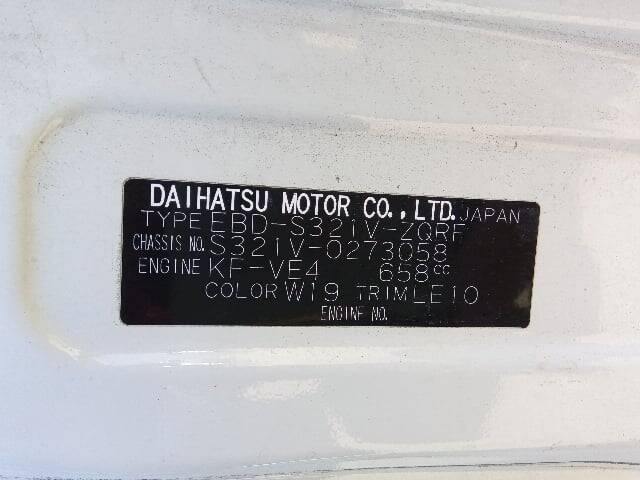 DAIHATSU MOTOR CO.,LTD. JAPAN
TYPE EBD-S321V-ZQRF
CHASSIS NO. S321V-0273058
ENGINE KF-VE4 658cc
COLOR W19 TRIM LE10
ENGINE NO.